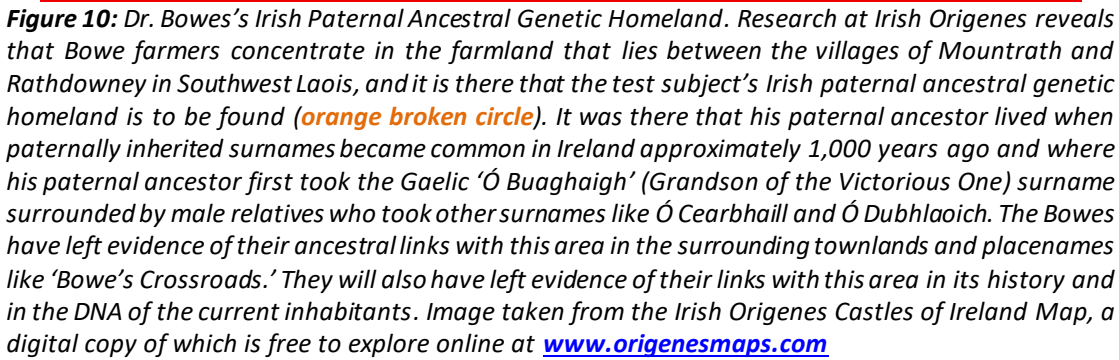 Figure 10: Dr. Bowes's Irish Paternal Ancestral Genetic Homeland. Research at Irish Origenes reveals
that Bowe farmers concentrate in the farmland that lies between the villages of Mountrath and
Rathdowney in Southwest Laois, and it is there that the test subject's Irish paternal ancestral genetic
homeland is to be found (orange broken circle). It was there that his paternal ancestor lived when
paternally inherited surnames became common in Ireland approximately 1,000 years ago and where
his paternal ancestor first took the Gaelic 'Ó Buaghaigh' (Grandson of the Victorious One) surname
surrounded by male relatives who took other surnames like Ó Cearbhaill and Ó Dubhlaoich. The Bowes
have left evidence of their ancestral links with this area in the surrounding townlands and placenames
like 'Bowe's Crossroads.' They will also have left evidence of their links with this area in its history and
in the DNA of the current inhabitants. Image taken from the Irish Origenes Castles of Ireland Map, a
digital copy of which is free to explore online at www.origenesmaps.com